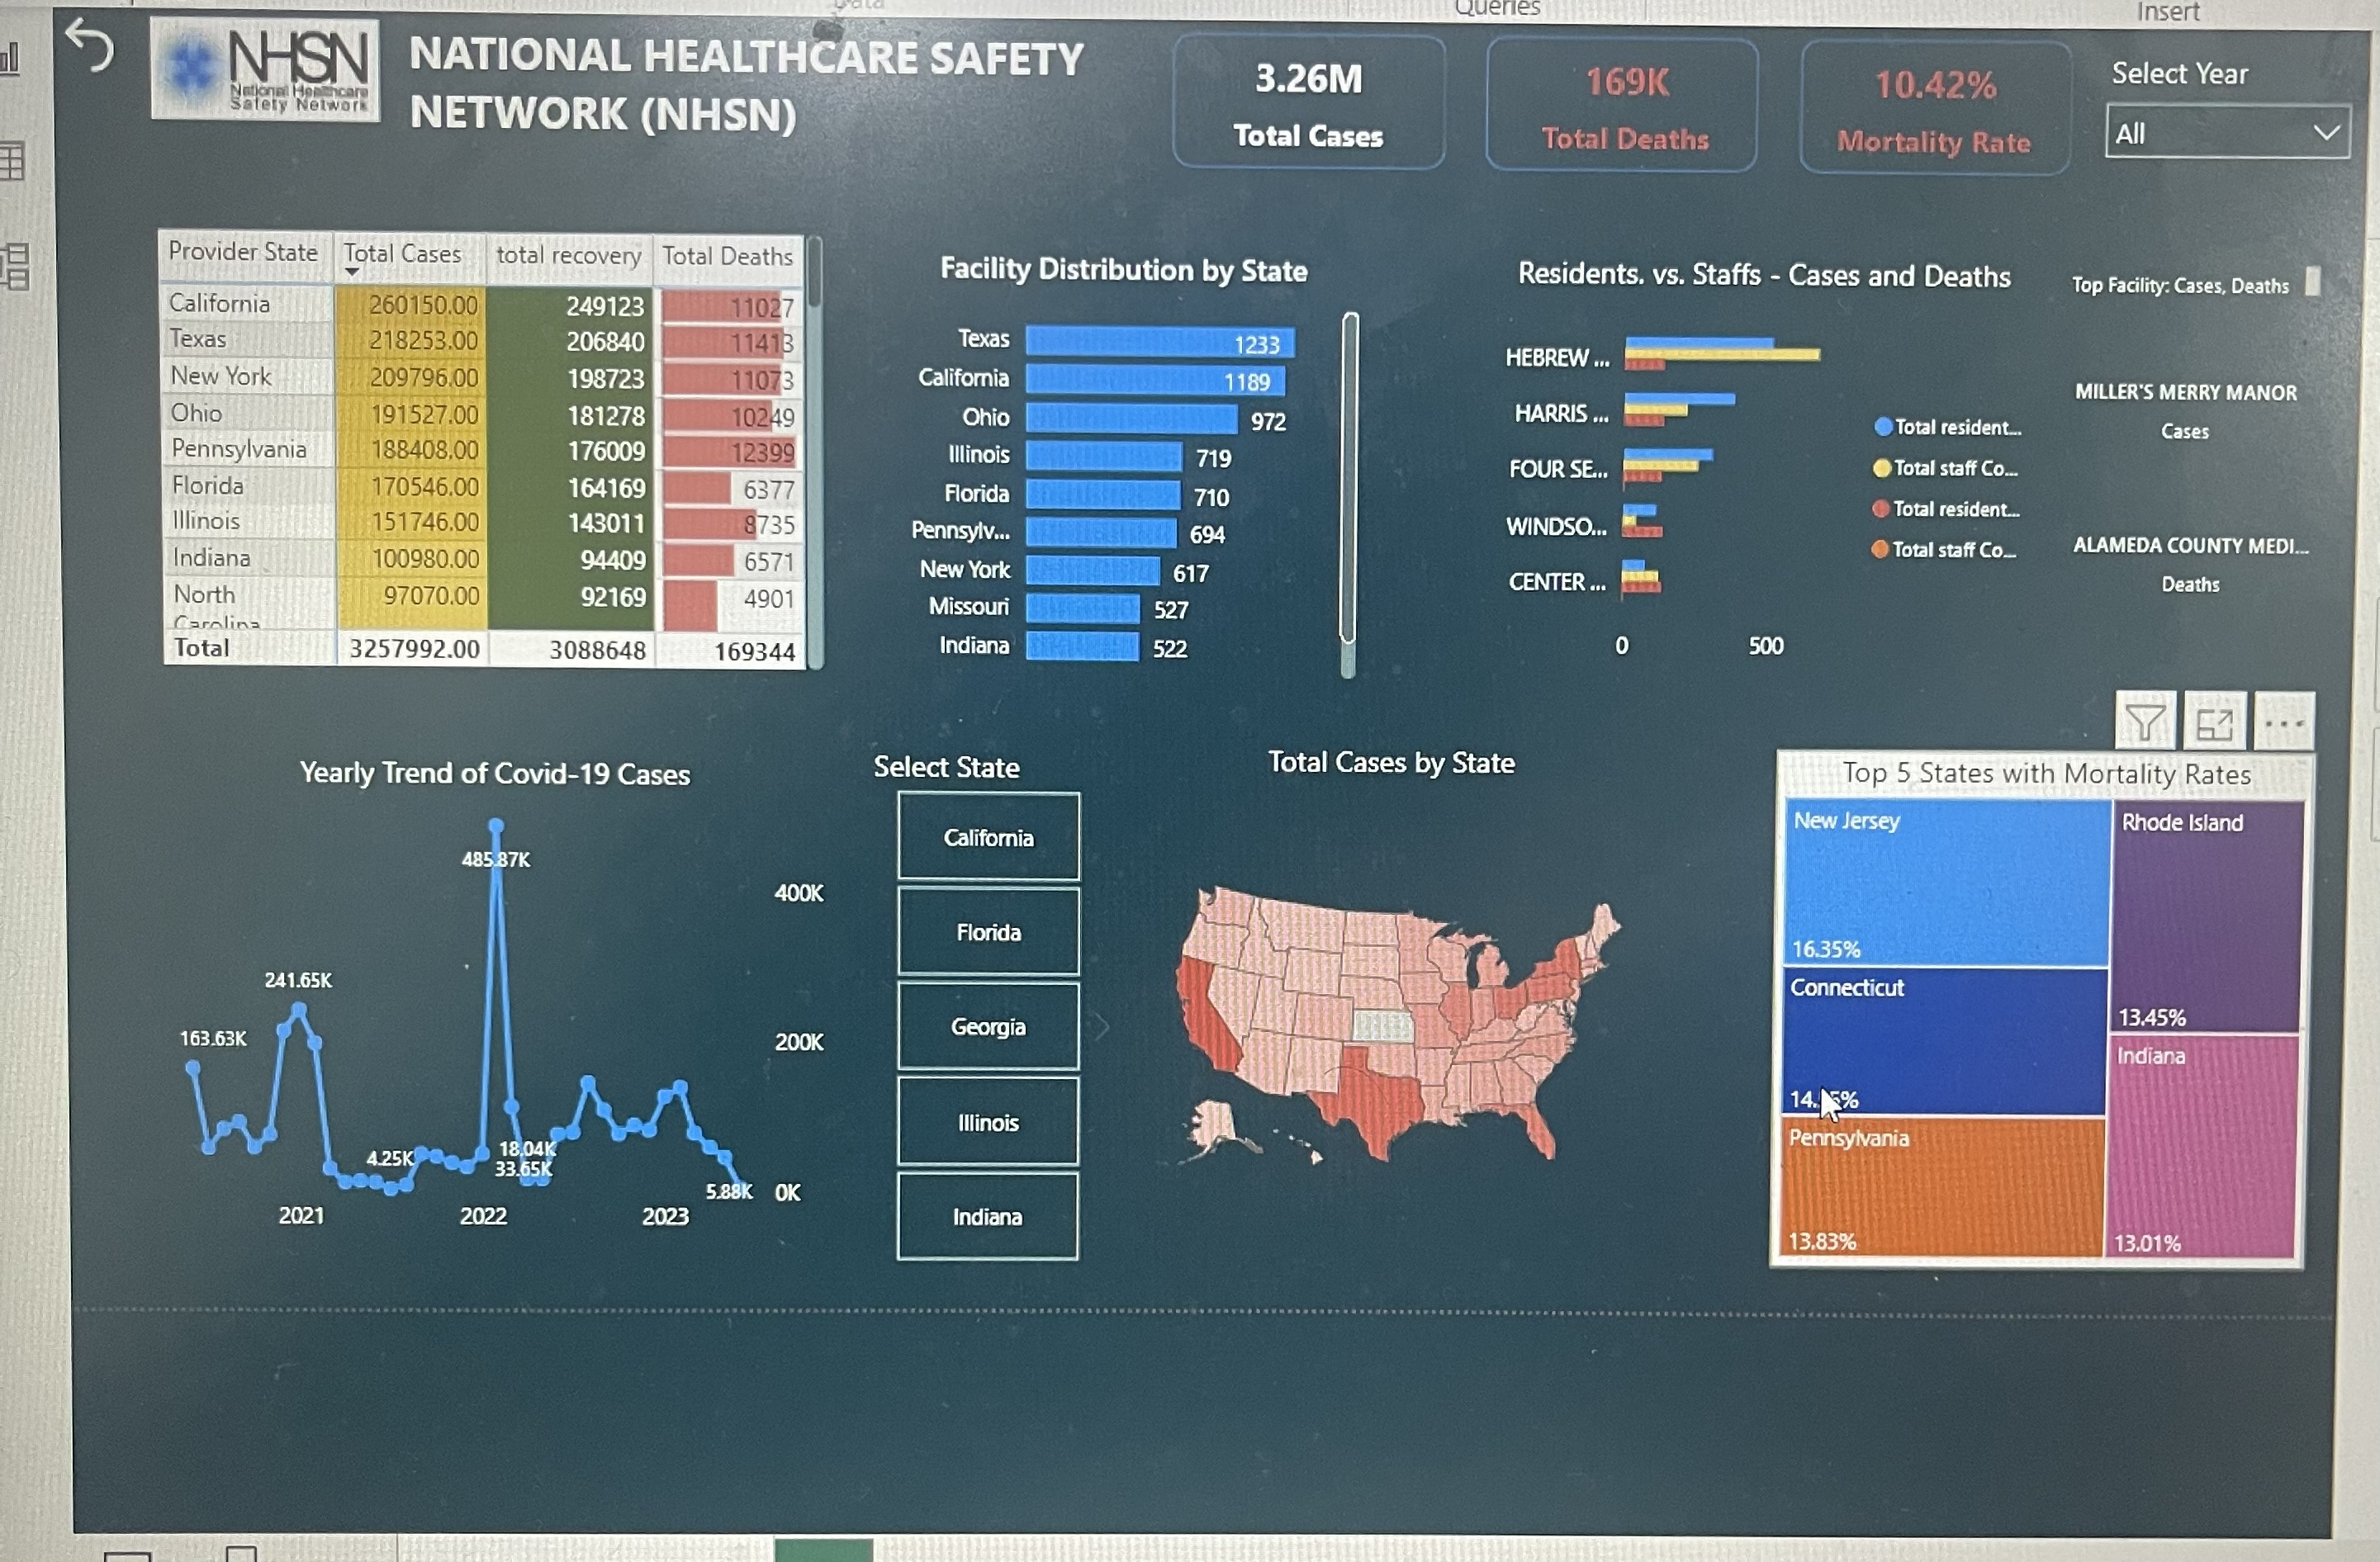 Queries
Insert
NHSN
National Healthcare
Safety Network
NATIONAL HEALTHCARE SAFETY
NETWORK (NHSN)
3.26M
Total Cases
169K
Total Deaths
10.42%
Mortality Rate
Select Year
All
Provider State Total Cases total recovery Total Deaths
California 260150.00 249123 11027
Texas 218253.00 206840 11413
New York 209796.00 198723 11073
Ohio 191527.00 181278 10249
Pennsylvania 188408.00 176009 12399
Florida 170546.00 164169 6377
Illinois 151746.00 143011 8735
Indiana 100980.00 94409 6571
North 97070.00 92169 4901
Carolina
Total 3257992.00 3088648 169344
Facility Distribution by State
Texas 1233
California 1189
Ohio 972
Illinois 719
Florida 710
Pennsylv... 694
New York 617
Missouri 527
Indiana 522
Residents. vs. Staffs - Cases and Deaths
HEBREW ...
HARRIS ...
FOUR SE...
WINDSO...
CENTER ...
0 500
Total resident...
Total staff Co...
Total resident...
Total staff Co...
Top Facility: Cases, Deaths
MILLER'S MERRY MANOR
Cases
ALAMEDA COUNTY MEDI...
Deaths
Yearly Trend of Covid-19 Cases
485.87K
400K
241.65K
163.63K
200K
4.25K
18.04K
33.65K
5.88K
0K
2021 2022 2023
Select State
California
Florida
Georgia
Illinois
Indiana
Total Cases by State
Top 5 States with Mortality Rates
New Jersey
16.35%
Connecticut
Pennsylvania
13.83%
Rhode Island
13.45%
Indiana
13.01%